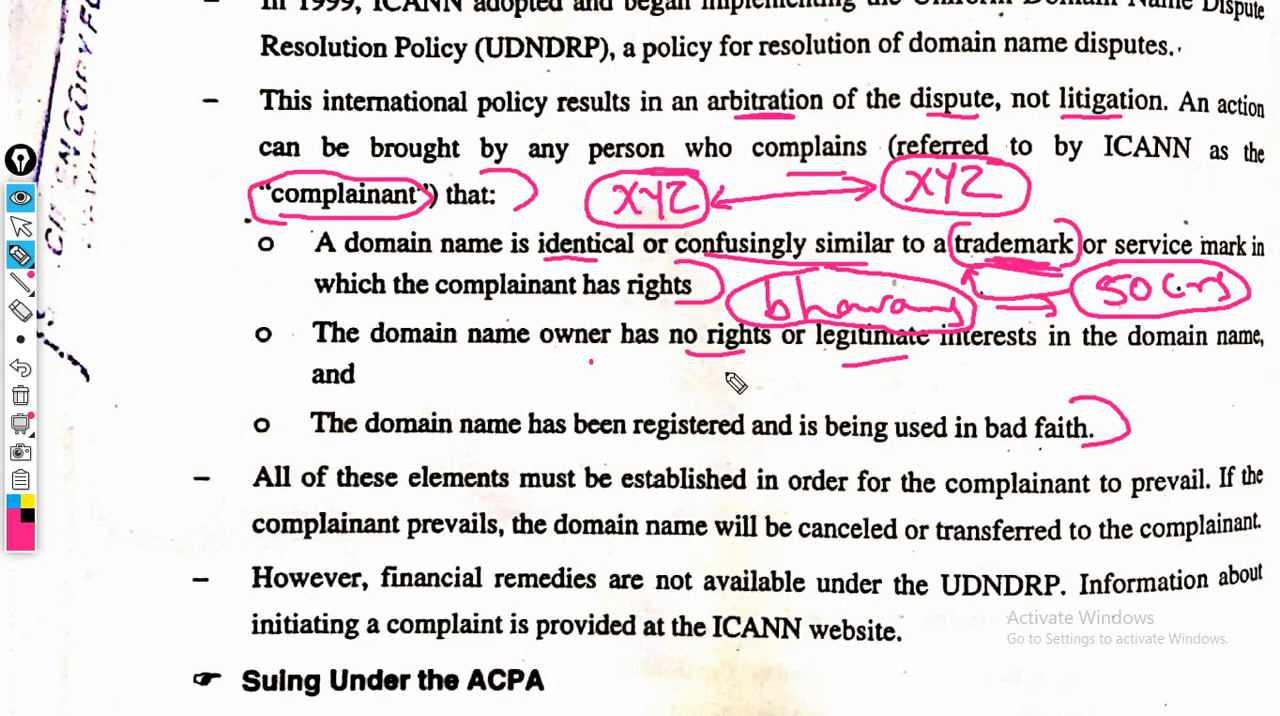 In 1999, ICANN adopted and began implementing the Uniform Domain Name Dispute
Resolution Policy (UDNDRP), a policy for resolution of domain name disputes.
– This international policy results in an arbitration of the dispute, not litigation. An action
can be brought by any person who complains (referred to by ICANN as the
"complainant") that:
XYZ XYZ
o A domain name is identical or confusingly similar to a trademark or service mark in
which the complainant has rights
50 Crs
o The domain name owner has no rights or legitimate interests in the domain name,
and
o The domain name has been registered and is being used in bad faith.
– All of these elements must be established in order for the complainant to prevail. If the
complainant prevails, the domain name will be canceled or transferred to the complainant.
– However, financial remedies are not available under the UDNDRP. Information about
initiating a complaint is provided at the ICANN website.
Activate Windows
Go to Settings to activate Windows.
☞ Suing Under the ACPA